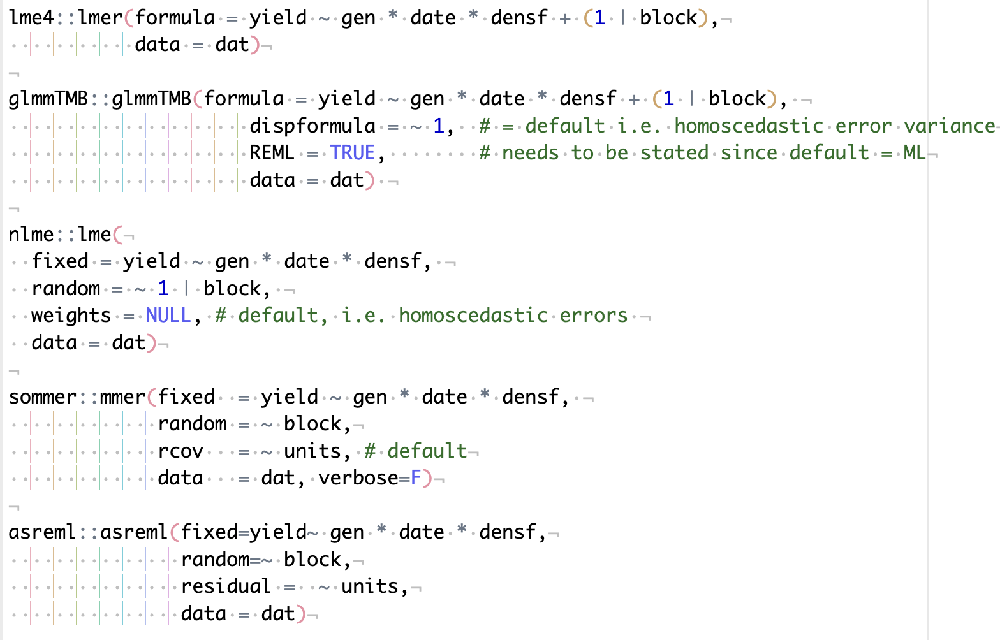 lme4::lmer(formula = yield ~ gen * date * densf + (1 | block),
           data = dat)

glmmTMB::glmmTMB(formula = yield ~ gen * date * densf + (1 | block), 
                     dispformula = ~ 1,  # = default i.e. homoscedastic error variance
                     REML = TRUE,        # needs to be stated since default = ML
                     data = dat) 

nlme::lme(
  fixed = yield ~ gen * date * densf, 
  random = ~ 1 | block, 
  weights = NULL, # default, i.e. homoscedastic errors 
  data = dat)

sommer::mmer(fixed  = yield ~ gen * date * densf, 
             random = ~ block,
             rcov   = ~ units, # default
             data   = dat, verbose=F)

asreml::asreml(fixed=yield~ gen * date * densf,
               random=~ block,
               residual =  ~ units,
               data = dat)